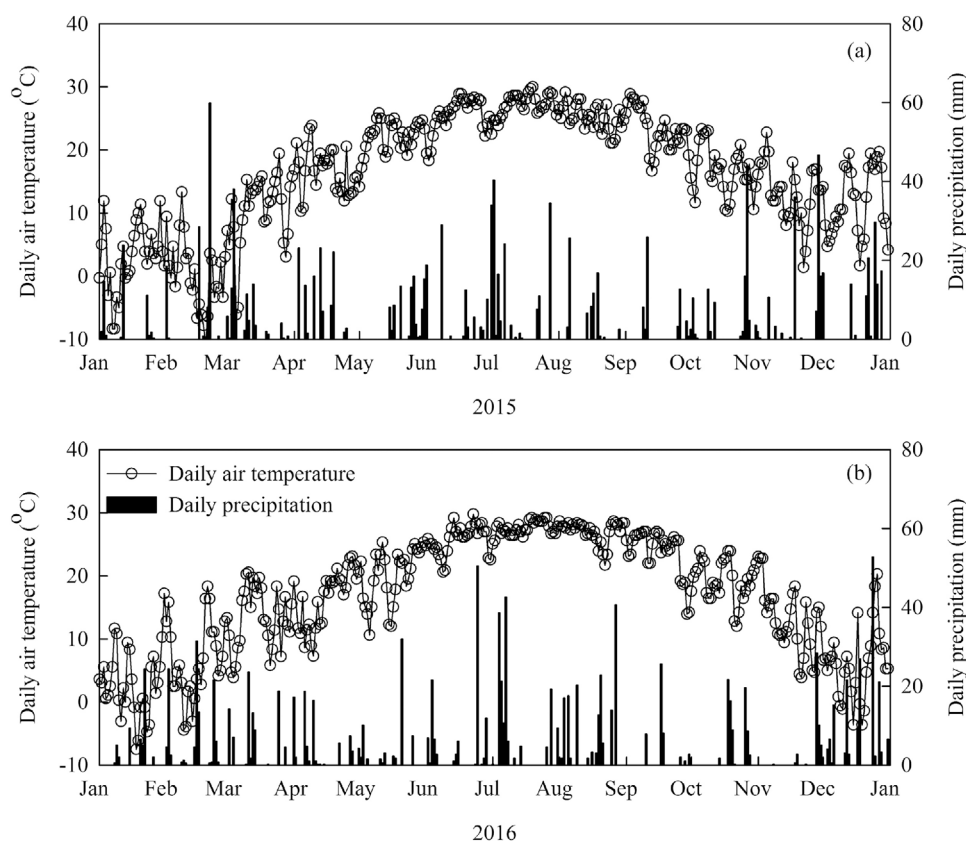 40
80
(a)
30
60
20
40
10
20
0
-10
0
Daily air temperature (°C)
Daily precipitation (mm)
Jan Feb Mar Apr May Jun Jul Aug Sep Oct Nov Dec Jan
2015
40
80
Daily air temperature
(b)
Daily precipitation
30
60
20
40
10
20
0
-10
0
Daily air temperature (°C)
Daily precipitation (mm)
Jan Feb Mar Apr May Jun Jul Aug Sep Oct Nov Dec Jan
2016